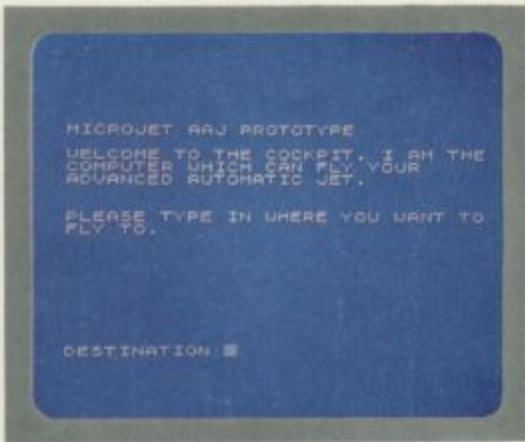 MICROJET AAJ PROTOTYPE
WELCOME TO THE COCKPIT. I AM THE
COMPUTER WHICH CAN FLY YOUR
ADVANCED AUTOMATIC JET.
PLEASE TYPE IN WHERE YOU WANT TO
FLY TO.
DESTINATION: